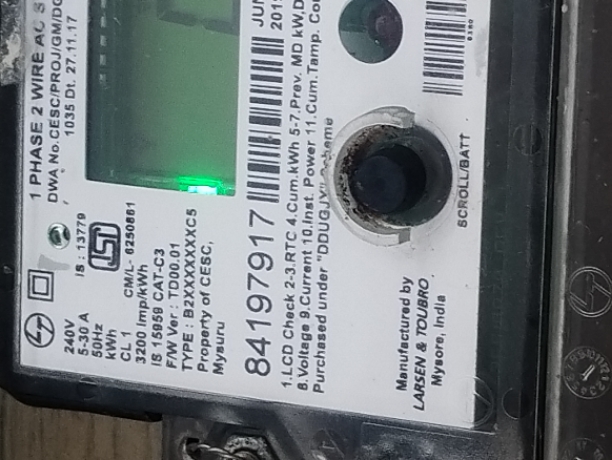 1 PHASE 2 WIRE AC S
DWA No.CESC/PROJ/GM/DG
1035 Dt. 27.11.17
IS : 13779
CM/L- 6250861
240V
5-30 A
50Hz
kWh
CL 1
3200 imp/kWh
IS 15959 CAT-C3
F/W Ver : TD00.01
TYPE : B2XXXXXXXC5
Property of CESC,
Mysuru
84197917
JUN
201
1.LCD Check 2-3.RTC 4.Cum.kWh 5-7.Prev. MD kW,D
8.Voltage 9.Current 10.Inst. Power 11.Cum.Tamp. Co
Purchased under "DDUGJY" scheme
SCROLL/BATT
Manufactured by
LARSEN & TOUBRO
Mysore, India